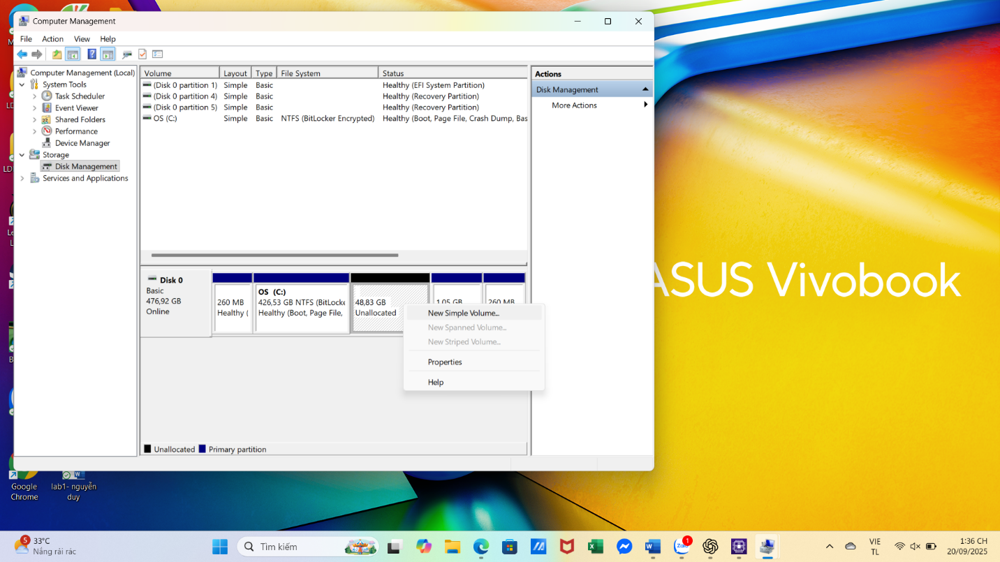 Computer Management
File Action View Help
Computer Management (Local)
System Tools
Task Scheduler
Event Viewer
Shared Folders
Performance
Device Manager
Storage
Disk Management
Services and Applications
Volume Layout Type File System Status
(Disk 0 partition 1) Simple Basic Healthy (EFI System Partition)
(Disk 0 partition 4) Simple Basic Healthy (Recovery Partition)
(Disk 0 partition 5) Simple Basic Healthy (Recovery Partition)
OS (C:) Simple Basic NTFS (BitLocker Encrypted) Healthy (Boot, Page File, Crash Dump, Bas
Actions
Disk Management
More Actions
Disk 0
Basic
476,92 GB
Online
260 MB
Healthy (
OS (C:)
426,53 GB NTFS (BitLocke
Healthy (Boot, Page File,
48,83 GB
Unallocated
1,05 GB
260 MB
New Simple Volume...
New Spanned Volume...
New Striped Volume...
Properties
Help
Unallocated Primary partition
ASUS Vivobook
LD
LD
Le
L
B
Google
Chrome
lab1- nguyễn
duy
5
33°C
Nắng rải rác
Tìm kiếm
Zalo
1
VIE
TL
1:36 CH
20/09/2025